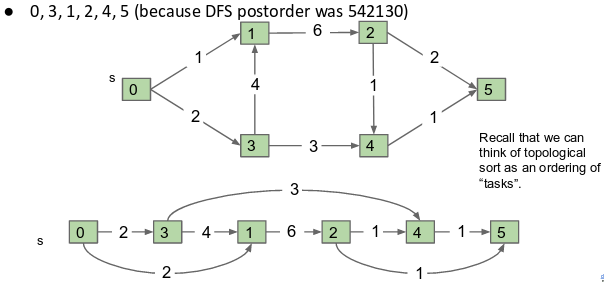 ● 0, 3, 1, 2, 4, 5 (because DFS postorder was 542130)
1 6 2
1 2
s 0 4 1 5
2 1
3 3 4
Recall that we can
think of topological
sort as an ordering of
“tasks”.
3
s 0 2 3 4 1 6 2 1 4 1 5
2 1